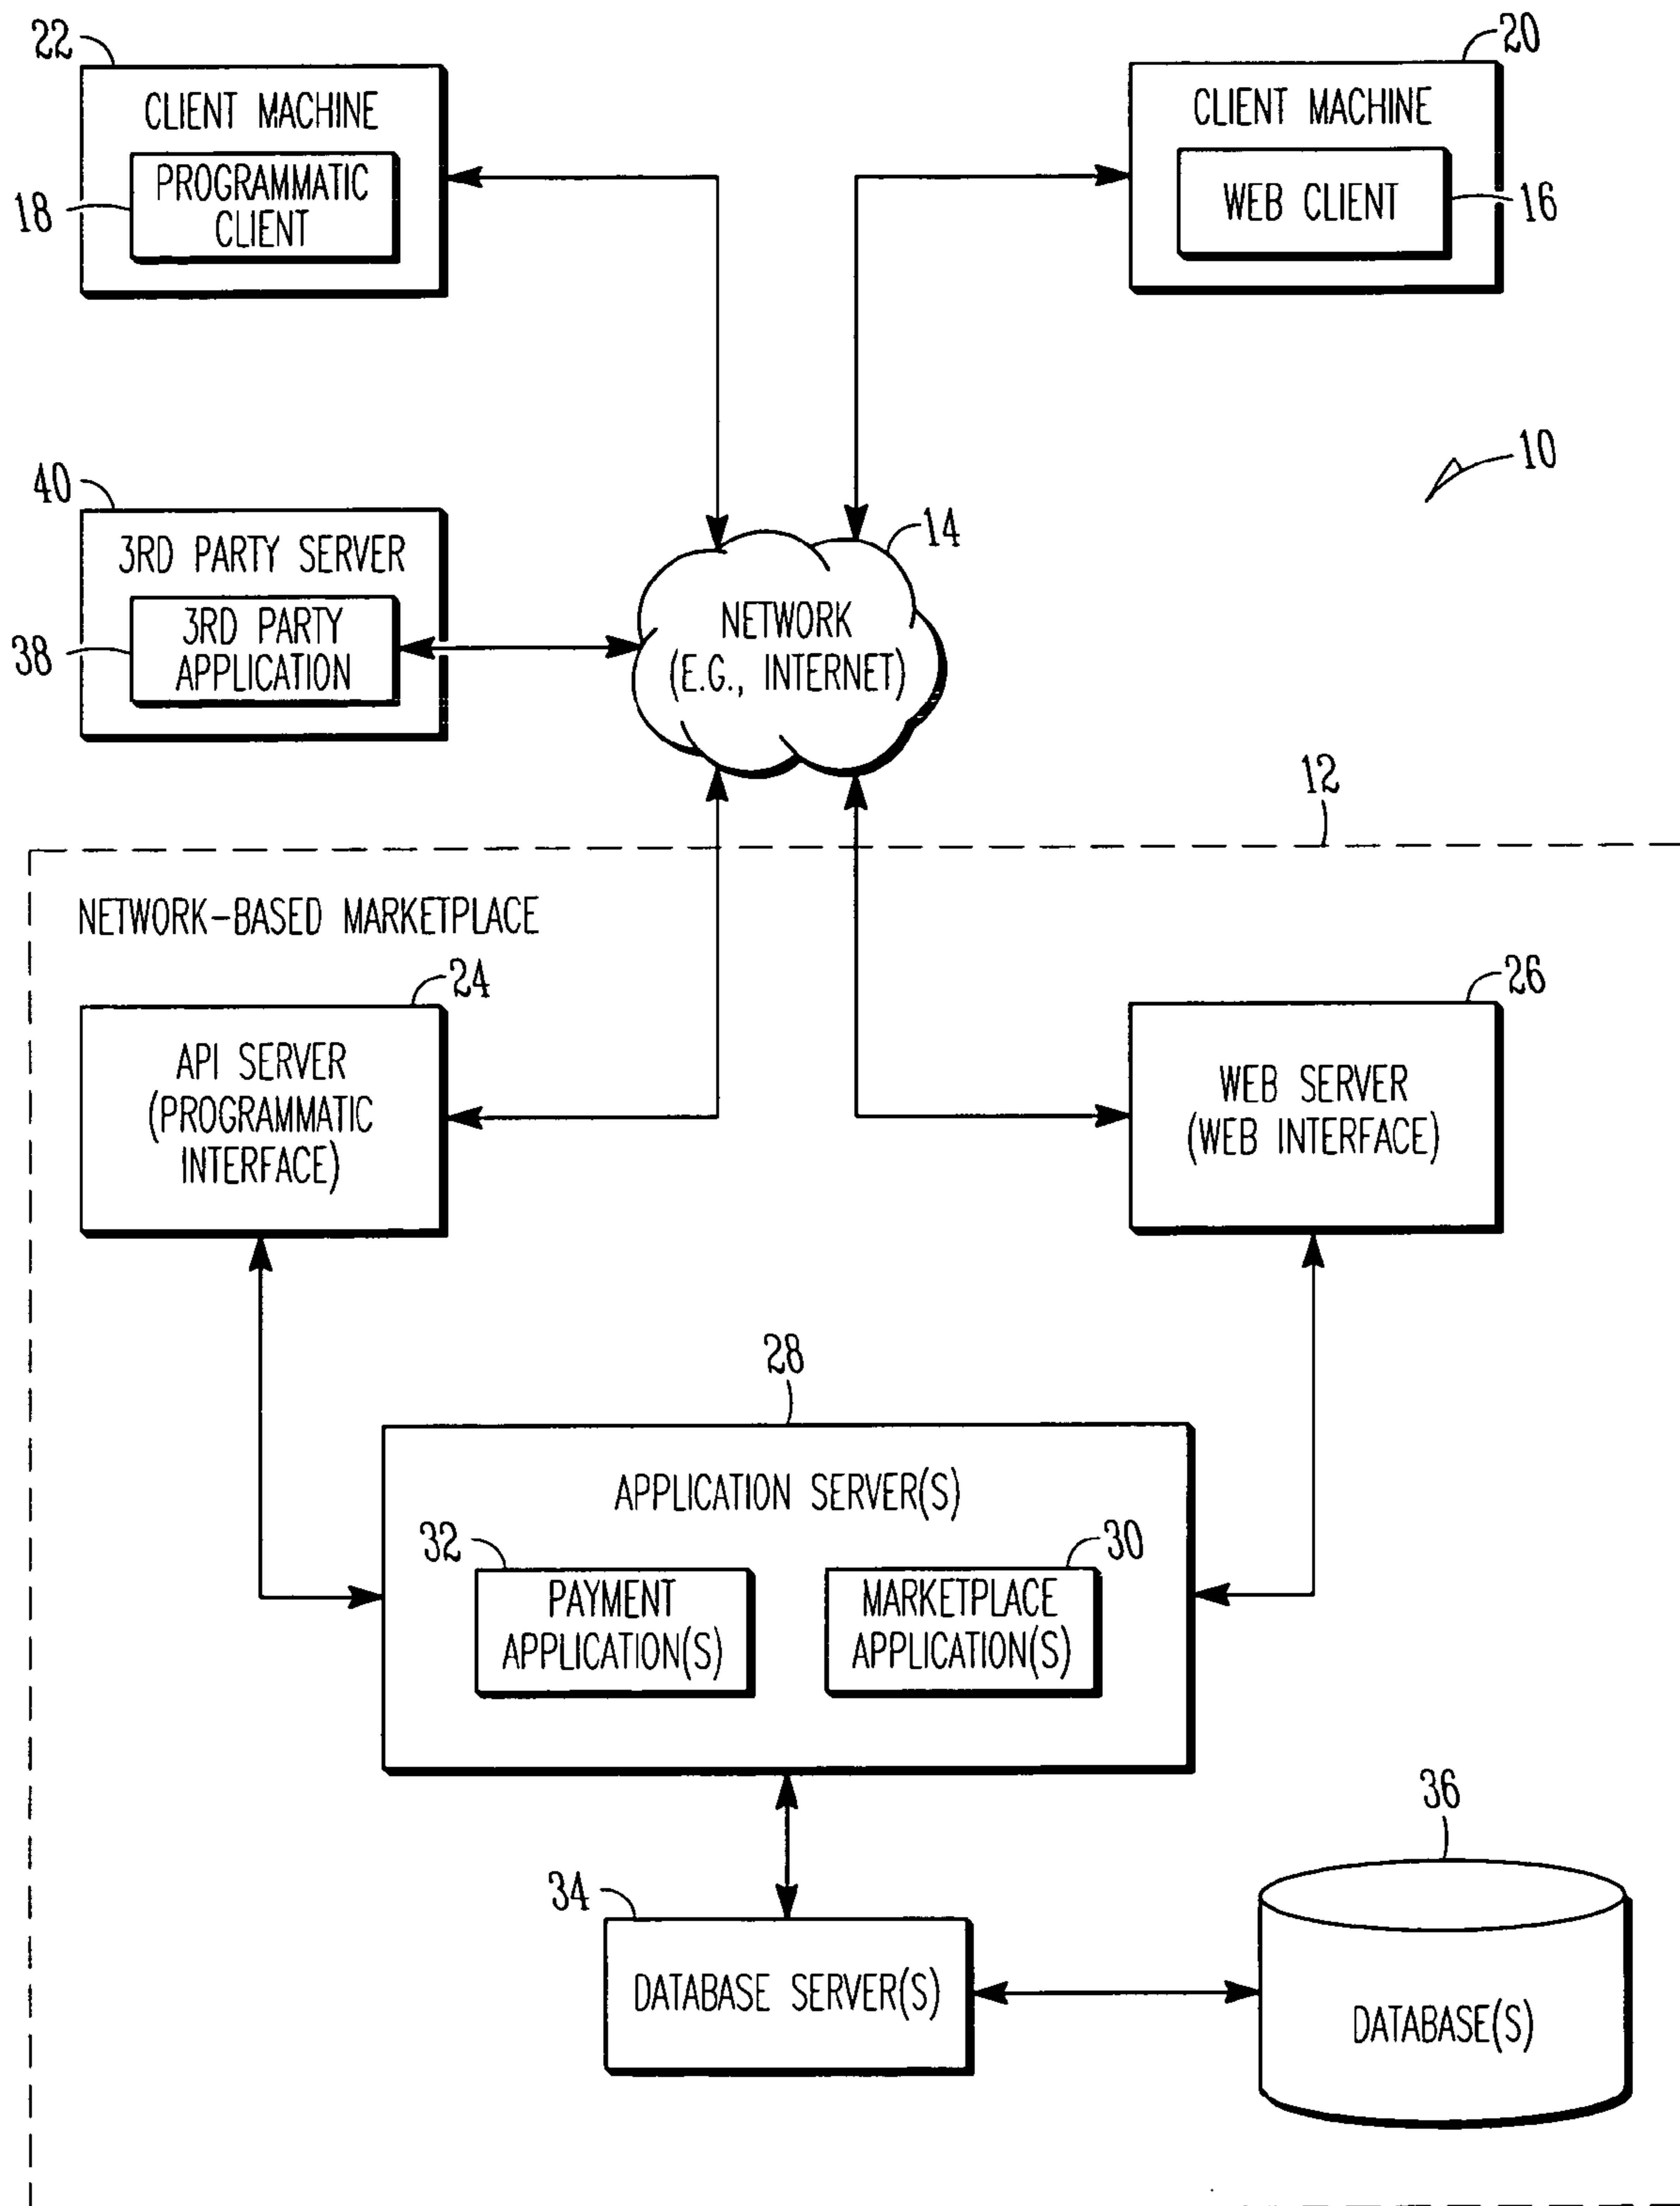 22
CLIENT MACHINE
PROGRAMMATIC
CLIENT
18
20
CLIENT MACHINE
WEB CLIENT
16
10
40
3RD PARTY SERVER
3RD PARTY
APPLICATION
38
14
NETWORK
(E.G., INTERNET)
12
NETWORK-BASED MARKETPLACE
24
API SERVER
(PROGRAMMATIC
INTERFACE)
26
WEB SERVER
(WEB INTERFACE)
28
APPLICATION SERVER(S)
32
PAYMENT
APPLICATION(S)
30
MARKETPLACE
APPLICATION(S)
34
DATABASE SERVER(S)
36
DATABASE(S)